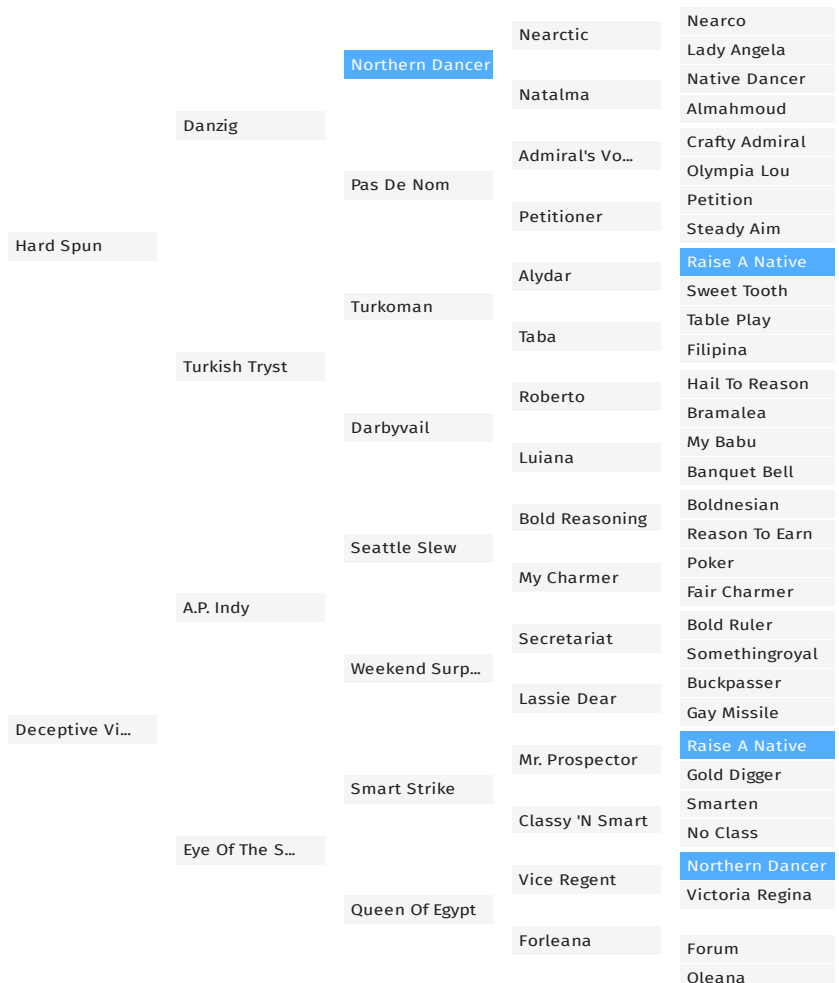 Hard Spun
Deceptive Vi...
Danzig
Turkish Tryst
A.P. Indy
Eye Of The S...
Northern Dancer
Pas De Nom
Turkoman
Darbyvail
Seattle Slew
Weekend Surp...
Smart Strike
Queen Of Egypt
Nearctic
Natalma
Admiral's Vo...
Petitioner
Alydar
Taba
Roberto
Luiana
Bold Reasoning
My Charmer
Secretariat
Lassie Dear
Mr. Prospector
Classy 'N Smart
Vice Regent
Forleana
Nearco
Lady Angela
Native Dancer
Almahmoud
Crafty Admiral
Olympia Lou
Petition
Steady Aim
Raise A Native
Sweet Tooth
Table Play
Filipina
Hail To Reason
Bramalea
My Babu
Banquet Bell
Boldnesian
Reason To Earn
Poker
Fair Charmer
Bold Ruler
Somethingroyal
Buckpasser
Gay Missile
Raise A Native
Gold Digger
Smarten
No Class
Northern Dancer
Victoria Regina
Forum
Oleana